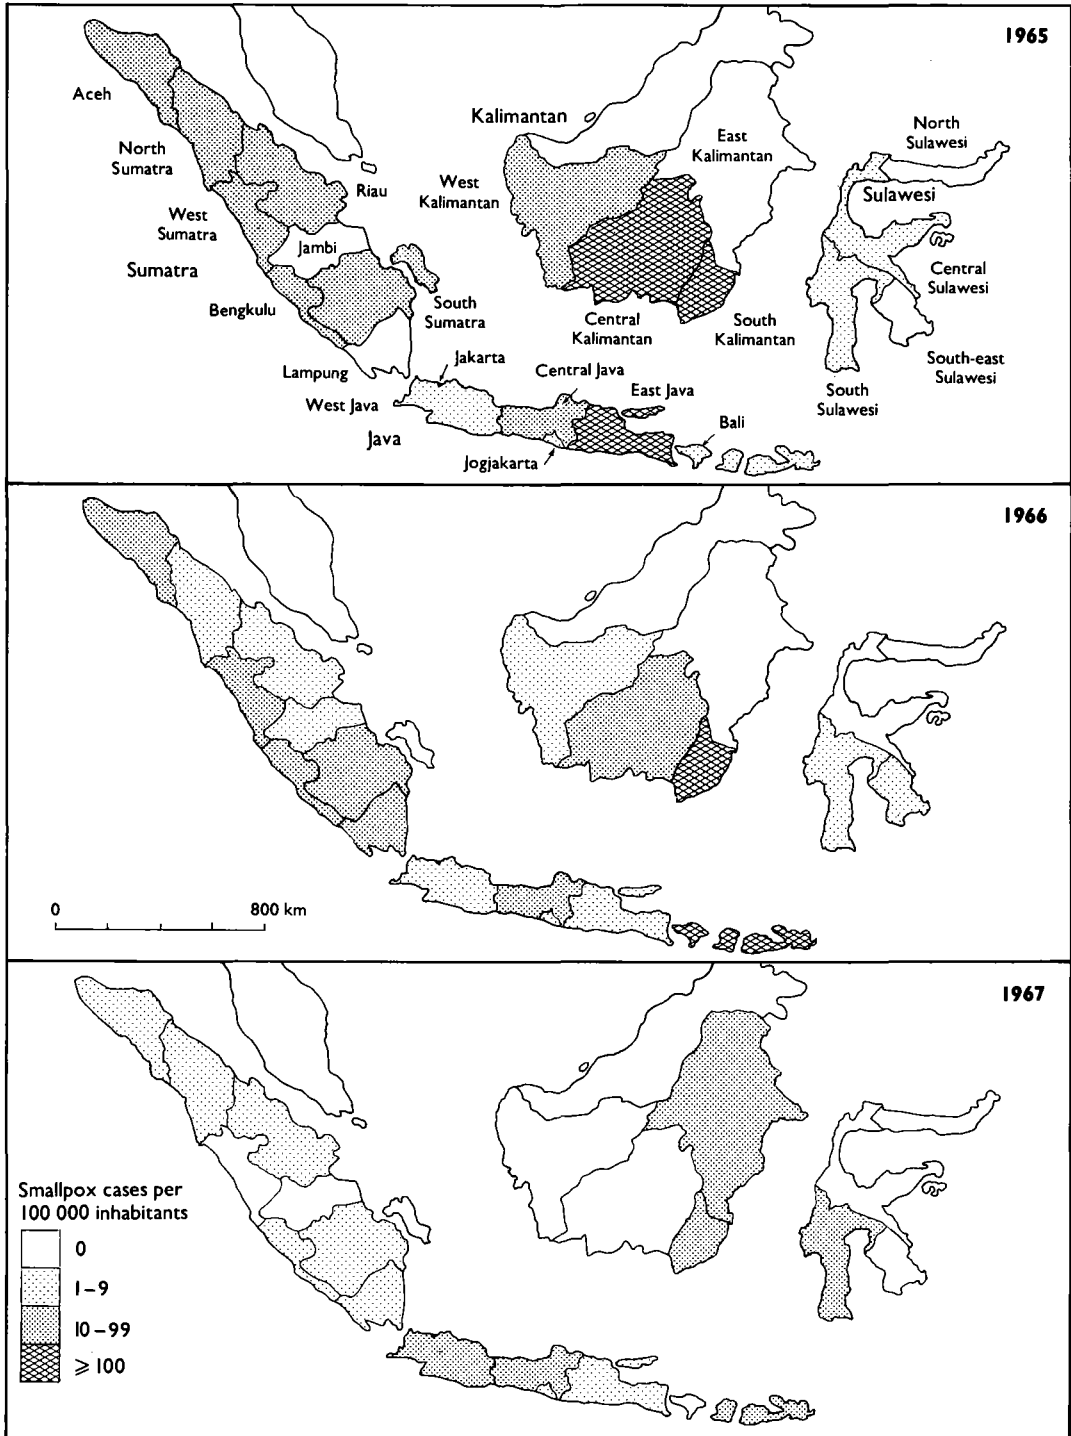 1965
Aceh
North
Sumatra
West
Sumatra
Sumatra
Riau
Jambi
Bengkulu
South
Sumatra
Lampung
Kalimantan
West
Kalimantan
East
Kalimantan
Central
Kalimantan
South
Kalimantan
North
Sulawesi
Sulawesi
Central
Sulawesi
South-east
Sulawesi
South
Sulawesi
Jakarta
West Java
Java
Central Java
Jogjakarta
East Java
Bali
1966
0 800 km
1967
Smallpox cases per
100 000 inhabitants
0
1–9
10–99
⩾ 100